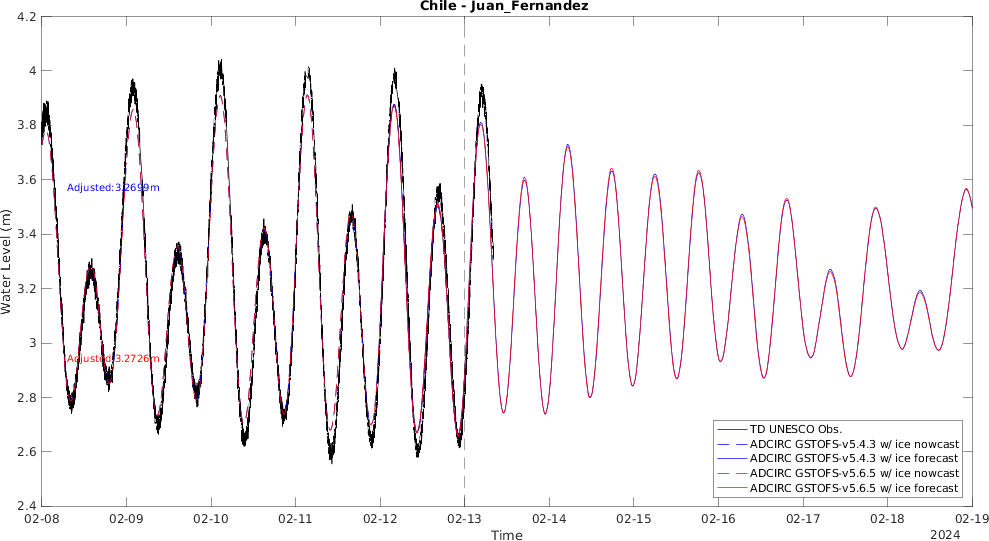 Chile - Juan_Fernandez
4.2
4
3.8
3.6
3.4
3.2
3
2.8
2.6
2.4
Water Level (m)
Adjusted:3.2699m
Adjusted:3.2726m
TD UNESCO Obs.
ADCIRC GSTOFS-v5.4.3 w/ ice nowcast
ADCIRC GSTOFS-v5.4.3 w/ ice forecast
ADCIRC GSTOFS-v5.6.5 w/ ice nowcast
ADCIRC GSTOFS-v5.6.5 w/ ice forecast
02-08 02-09 02-10 02-11 02-12 02-13 02-14 02-15 02-16 02-17 02-18 02-19
Time
2024